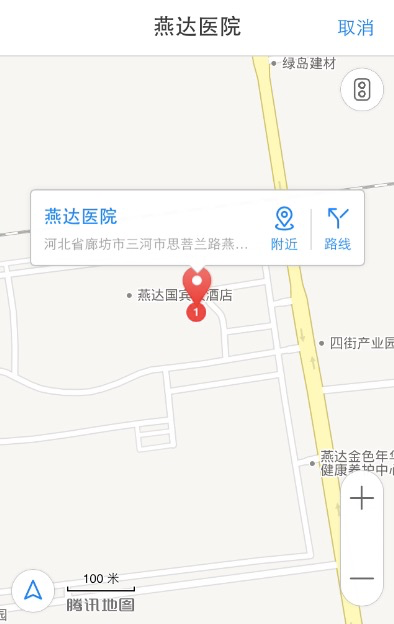 燕达医院
取消
绿岛建材
燕达医院
河北省廊坊市三河市思菩兰路燕…
附近
路线
燕达国宾
酒店
1
四街产业园
燕达金色年华
健康养护中心
100 米
腾讯地图
园